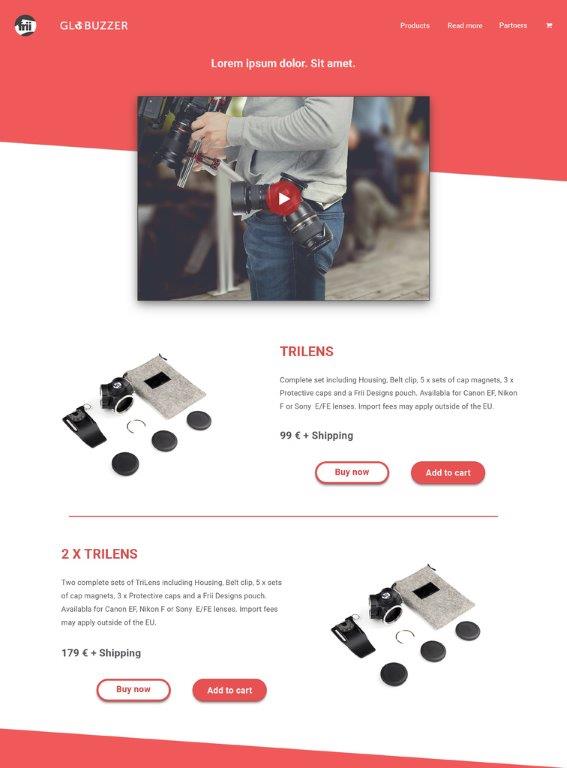 frii
GLOBUZZER
Products
Read more
Partners
Lorem ipsum dolor. Sit amet.
TRILENS
Complete set including Housing, Belt clip, 5 x sets of cap magnets, 3 x
Protective caps and a Frii Designs pouch. Availabla for Canon EF, Nikon
F or Sony E/FE lenses. Import fees may apply outside of the EU.
99 € + Shipping
Buy now
Add to cart
2 X TRILENS
Two complete sets of TriLens including Housing, Belt clip, 5 x sets
of cap magnets, 3 x Protective caps and a Frii Designs pouch.
Availabla for Canon EF, Nikon F or Sony E/FE lenses. Import fees
may apply outside of the EU.
179 € + Shipping
Buy now
Add to cart